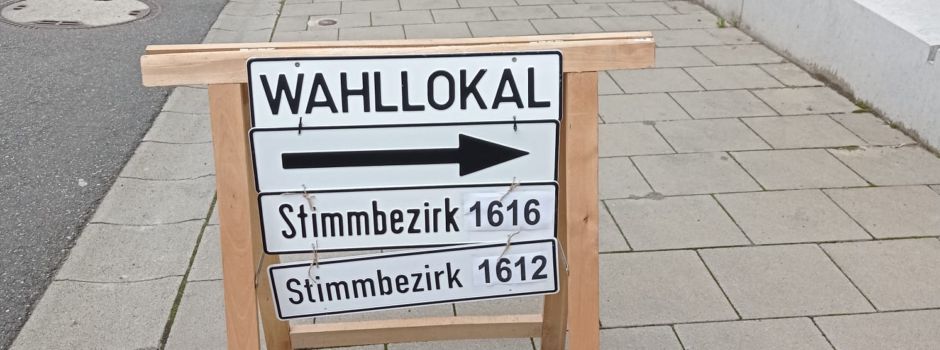 WAHLLOKAL
Stimmbezirk 1616
Stimmbezirk 1612